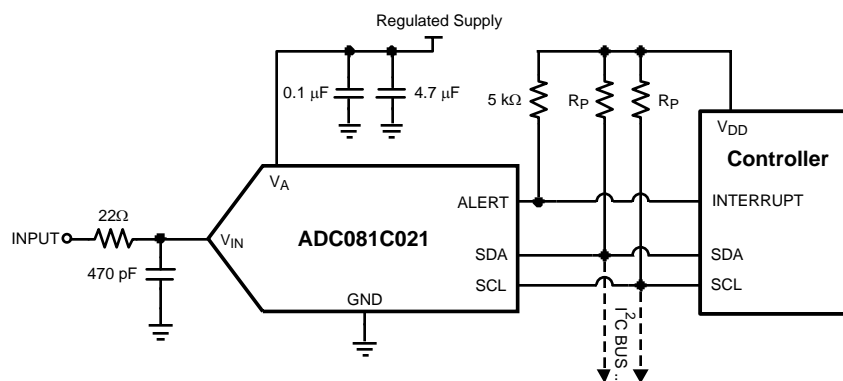 Regulated Supply
0.1 µF
4.7 µF
5 kΩ
RP
RP
VDD
Controller
VA
ALERT
INTERRUPT
22Ω
INPUT
VIN
ADC081C021
SDA
SDA
470 pF
SCL
SCL
GND
I2C BUS...